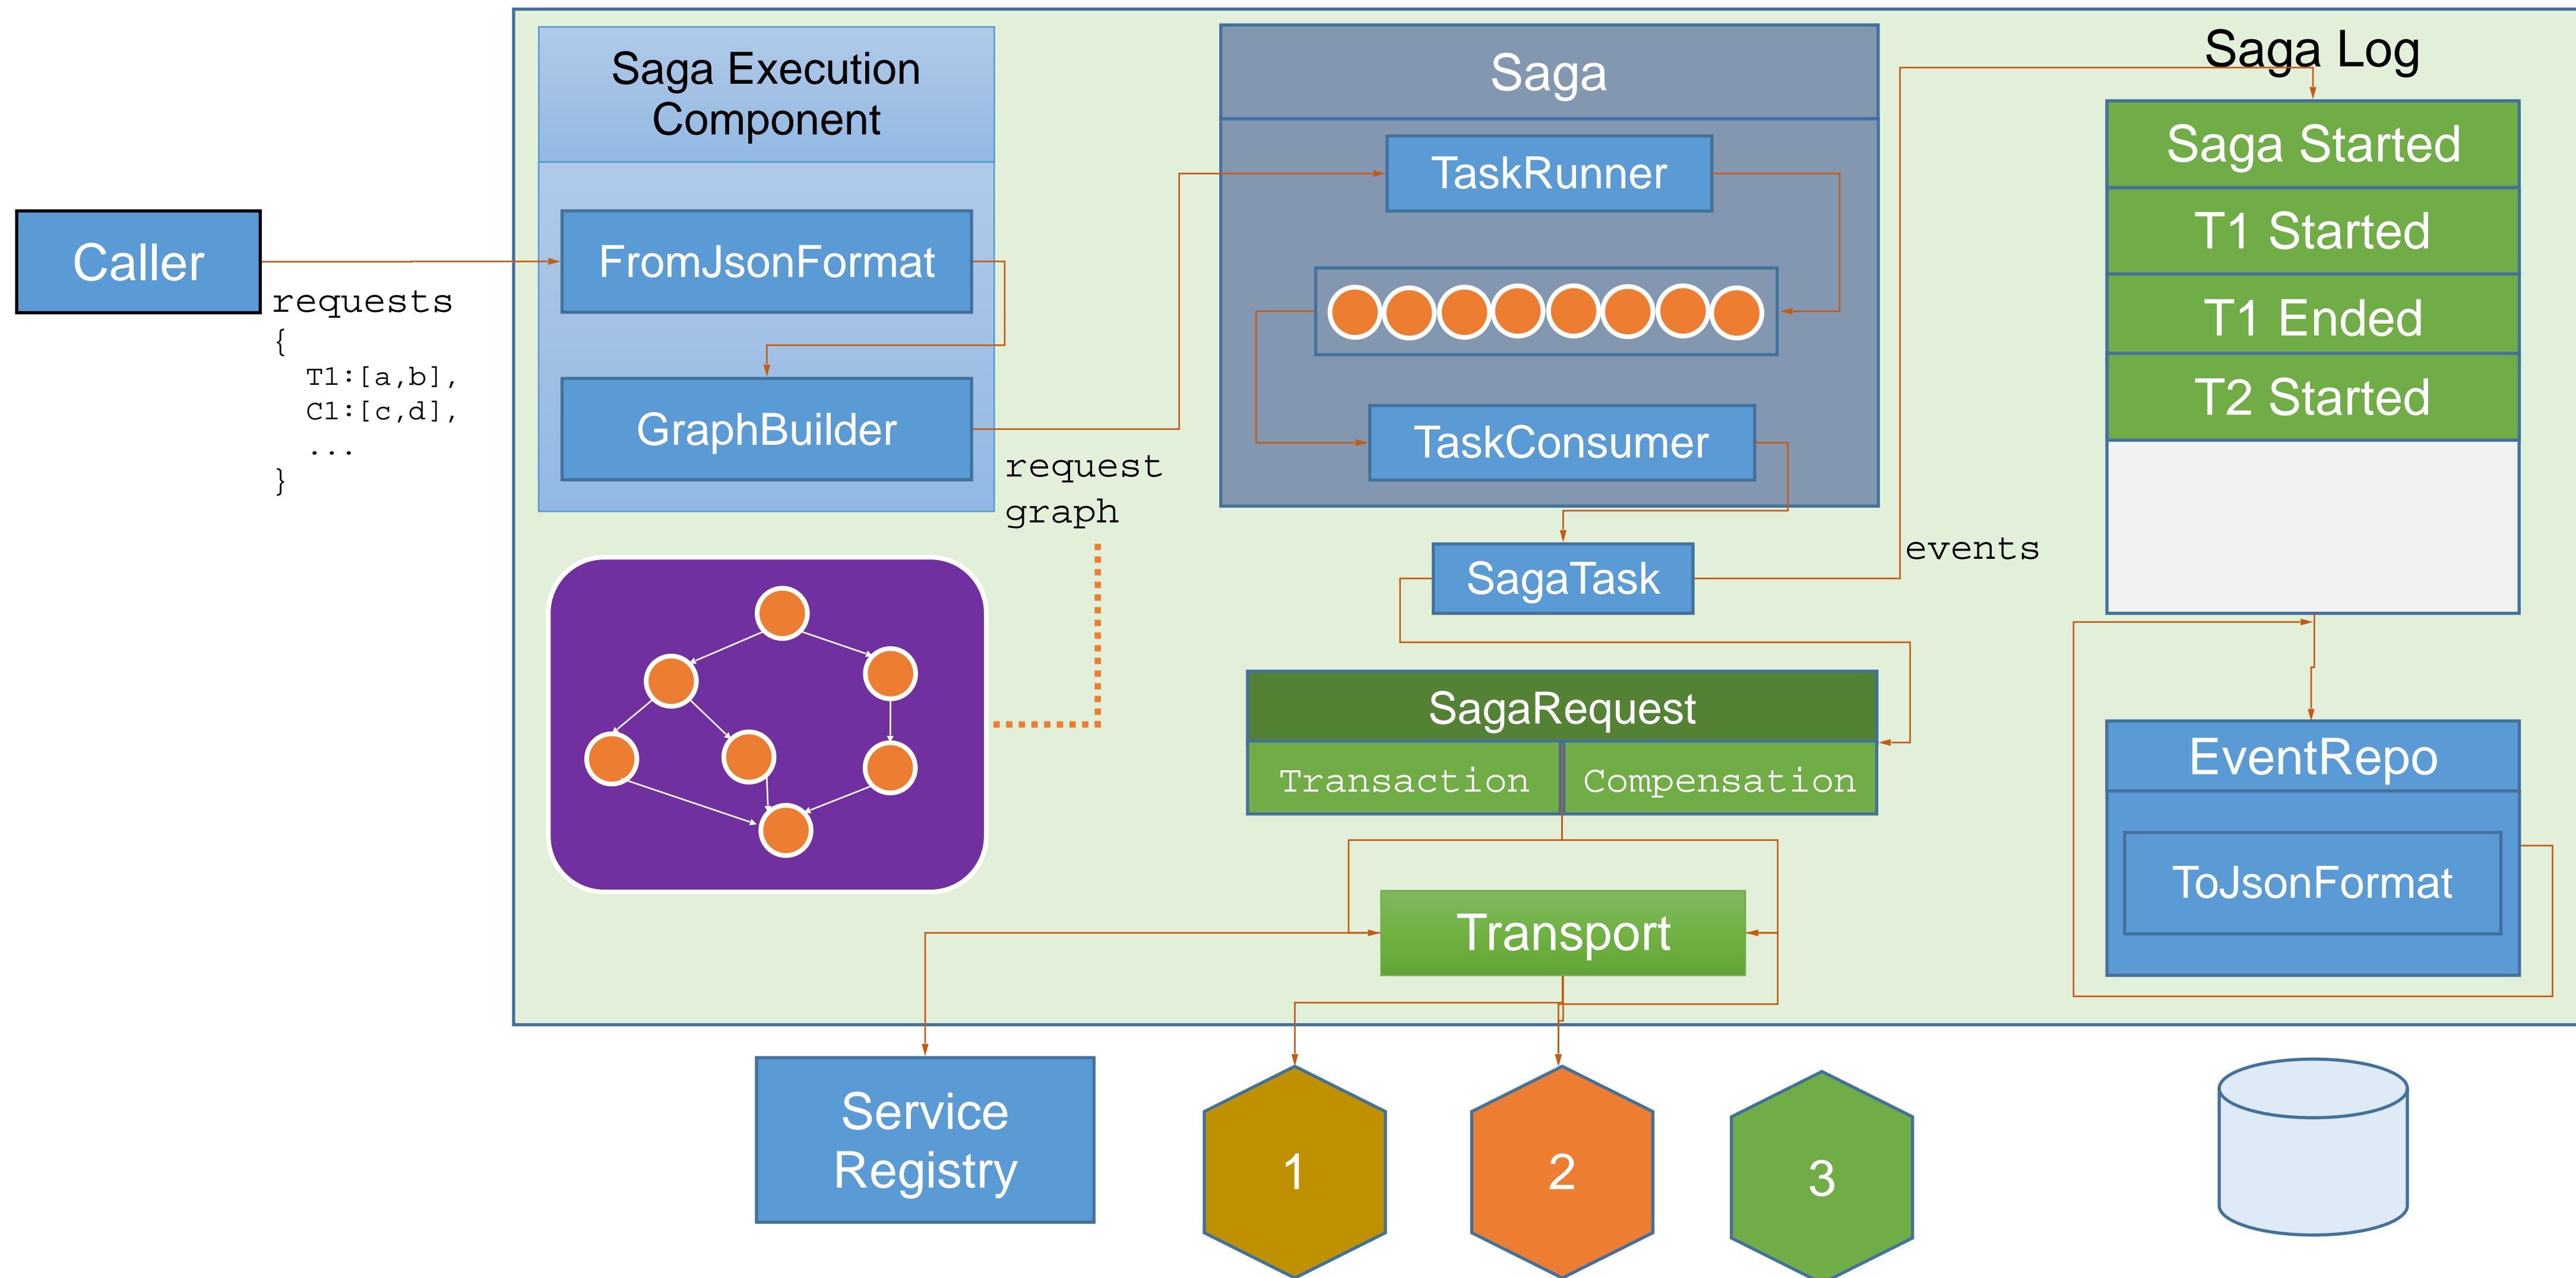 Caller
requests
{
T1:[a,b],
C1:[c,d],
...
}
Saga Execution
Component
FromJsonFormat
GraphBuilder
request
graph
Saga
TaskRunner
TaskConsumer
SagaTask
events
SagaRequest
Transaction
Compensation
Transport
Saga Log
Saga Started
T1 Started
T1 Ended
T2 Started
EventRepo
ToJsonFormat
Service
Registry
1
2
3